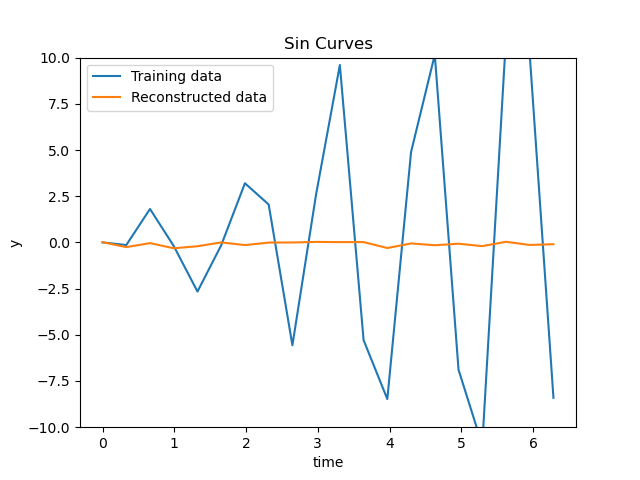 Sin Curves
Training data
Reconstructed data
10.0
7.5
5.0
2.5
0.0
−2.5
−5.0
−7.5
−10.0
y
0 1 2 3 4 5 6
time